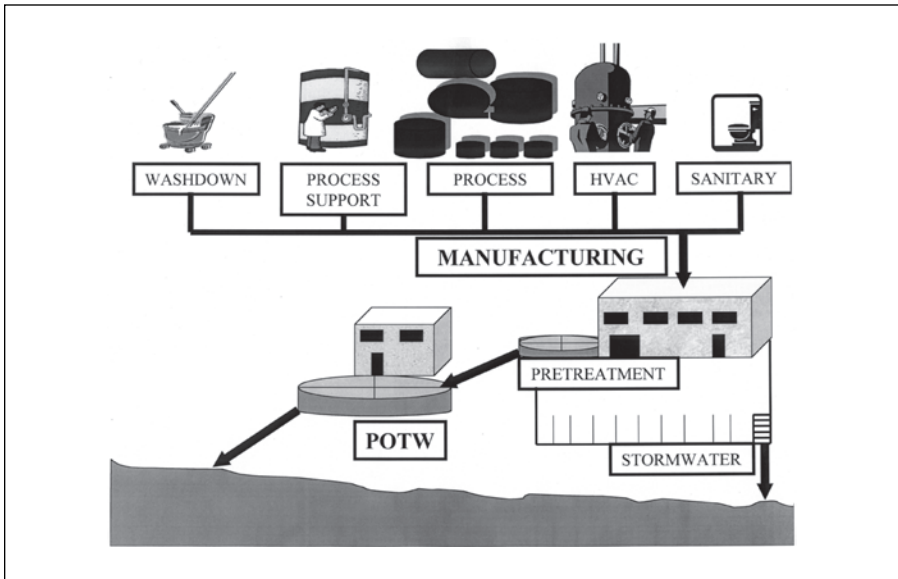 WASHDOWN
PROCESS
SUPPORT
PROCESS
HVAC
SANITARY
MANUFACTURING
PRETREATMENT
POTW
STORMWATER